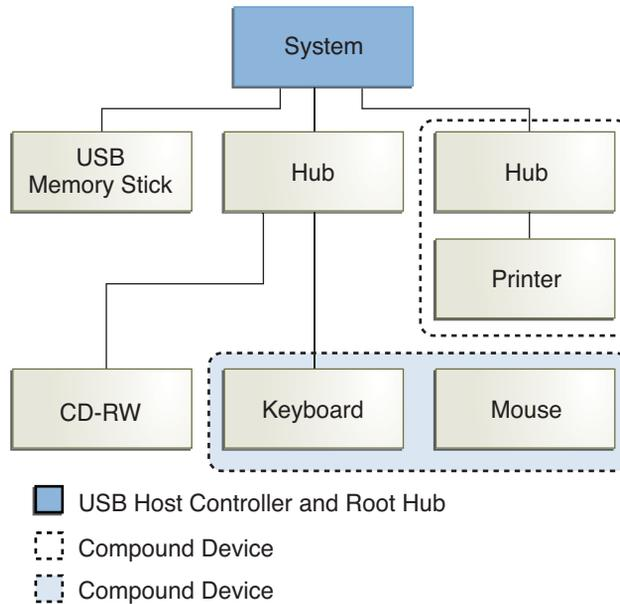 System
USB
Memory Stick
Hub
Hub
Printer
CD-RW
Keyboard
Mouse
USB Host Controller and Root Hub
Compound Device
Compound Device